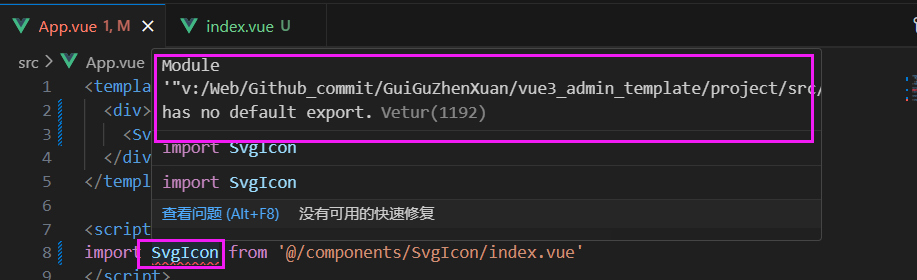 App.vue 1, M
index.vue U
src > App.vue
Module
'"v:/Web/Github_commit/GuiGuZhenXuan/vue3_admin_template/project/src/
has no default export. Vetur(1192)
import SvgIcon
import SvgIcon
查看问题 (Alt+F8) 没有可用的快速修复
1 <templa
2 <div>
3 <Sv
4 </div
5 </templ
6
7 <script
8 import SvgIcon from '@/components/SvgIcon/index.vue'
9 </script>